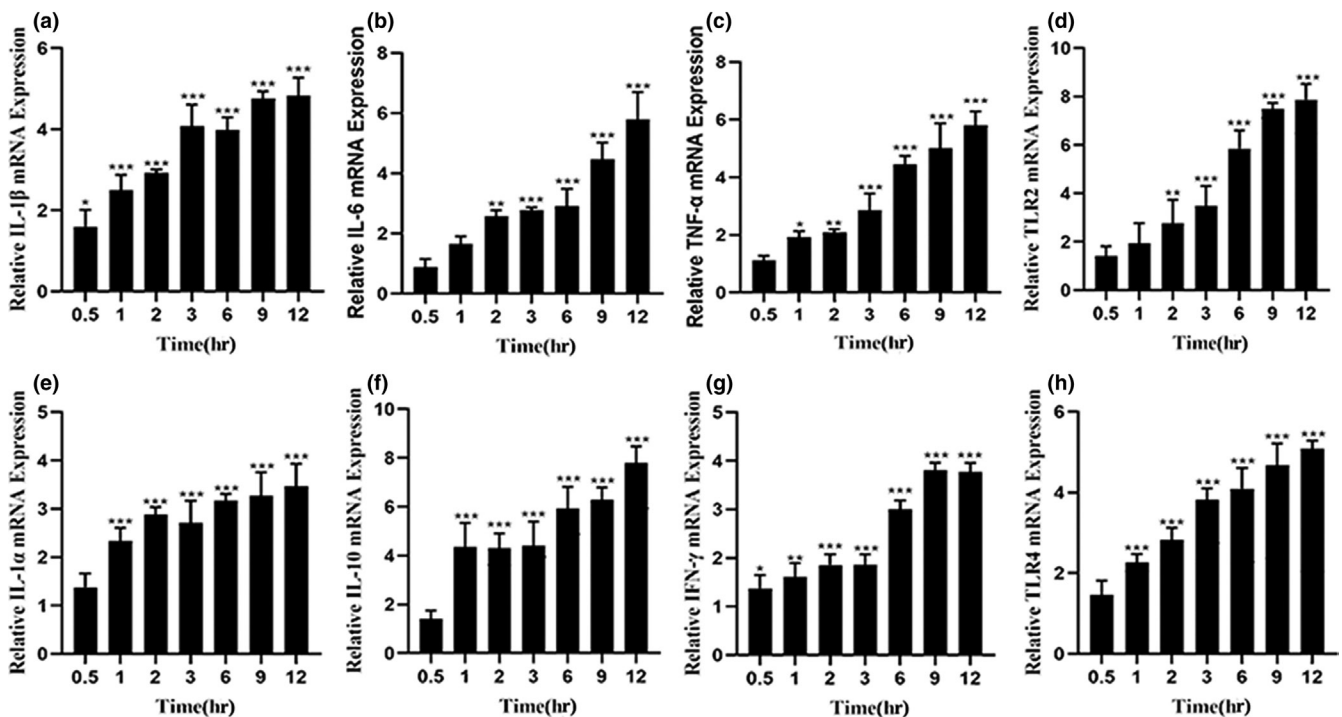 (a)
Relative IL-1β mRNA Expression
6
4
2
0
* *** *** *** *** *** ***
0.5 1 2 3 6 9 12
Time(hr)
(b)
Relative IL-6 mRNA Expression
8
6
4
2
0
** *** *** *** ***
0.5 1 2 3 6 9 12
Time(hr)
(c)
Relative TNF-α mRNA Expression
8
6
4
2
0
* ** *** *** *** ***
0.5 1 2 3 6 9 12
Time(hr)
(d)
Relative TLR2 mRNA Expression
10
8
6
4
2
0
** *** *** *** ***
0.5 1 2 3 6 9 12
Time(hr)
(e)
Relative IL-1α mRNA Expression
5
4
3
2
1
0
*** *** *** *** *** ***
0.5 1 2 3 6 9 12
Time(hr)
(f)
Relative IL-10 mRNA Expression
10
8
6
4
2
0
*** *** *** *** *** ***
0.5 1 2 3 6 9 12
Time(hr)
(g)
Relative IFN-γ mRNA Expression
5
4
3
2
1
0
* ** *** *** *** *** ***
0.5 1 2 3 6 9 12
Time(hr)
(h)
Relative TLR4 mRNA Expression
6
4
2
0
*** *** *** *** *** ***
0.5 1 2 3 6 9 12
Time(hr)